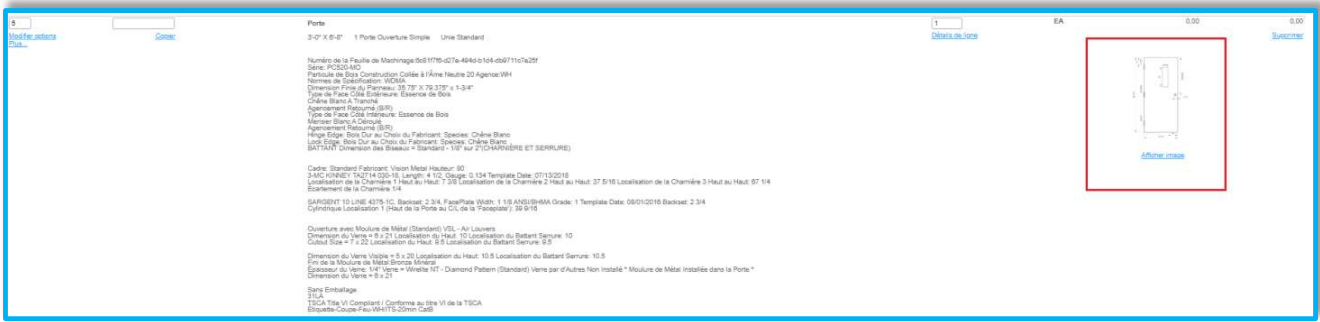 5 Porte 1 EA 0,00 0,00
Modifier options Copier 3'-0" X 6'-8" 1 Porte Ouverture Simple Unie Standard Détails de ligne Supprimer
Plus...
Numéro de la Feuille de Machinage:6c81f7f6-d27a-494d-b1d4-db9711c7a25f
Série: PC520-MO
Particule de Bois Construction Collée à l'Âme Neutre 20 Agence:WH
Normes de Spécification: WDMA
Dimension Finie du Panneau: 35.75" X 79.375" x 1-3/4"
Type de Face Côté Extérieure: Essence de Bois
Chêne Blanc A Tranché
Agencement Retourné (B/R)
Type de Face Côté Intérieure: Essence de Bois
Merisier Blanc A Déroulé
Agencement Retourné (B/R)
Hinge Edge: Bois Dur au Choix du Fabricant: Species: Chêne Blanc
Lock Edge: Bois Dur au Choix du Fabricant: Species: Chêne Blanc
BATTANT Dimension des Biseaux = Standard - 1/8" sur 2"(CHARNIERE ET SERRURE)
Afficher image
Cadre: Standard Fabricant: Vision Metal Hauteur: 80
3-MC KINNEY TA2714 030-18, Length: 4 1/2, Gauge: 0.134 Template Date: 07/13/2018
Localisation de la Charnière 1 Haut au Haut: 7 3/8 Localisation de la Charnière 2 Haut au Haut: 37 5/16 Localisation de la Charnière 3 Haut au Haut: 67 1/4
Écartement de la Charnière 1/4
SARGENT 10 LINE 4375-1C, Backset: 2 3/4, FacePlate Width: 1 1/8 ANSI/BHMA Grade: 1 Template Date: 08/01/2016 Backset: 2 3/4
Cylindrique Localisation 1 (Haut de la Porte au C/L de la 'Faceplate'): 39 9/16
Ouverture avec Moulure de Métal (Standard) VSL - Air Louvers
Dimension du Verre = 6 x 21 Localisation du Haut: 10 Localisation du Battant Serrure: 10
Cutout Size = 7 x 22 Localisation du Haut: 9.5 Localisation du Battant Serrure: 9.5
Dimension du Verre Visible = 5 x 20 Localisation du Haut: 10.5 Localisation du Battant Serrure: 10.5
Fini de la Moulure de Métal:Bronze Minéral
Épaisseur du Verre: 1/4" Verre = Wirelite NT - Diamond Pattern (Standard) Verre par d'Autres Non Installé * Moulure de Métal Installée dans la Porte *
Dimension du Verre = 6 x 21
Sans Emballage
31LA
TSCA Title VI Compliant / Conforme au titre VI de la TSCA
Étiquette-Coupe-Feu-WHITS-20min CatB